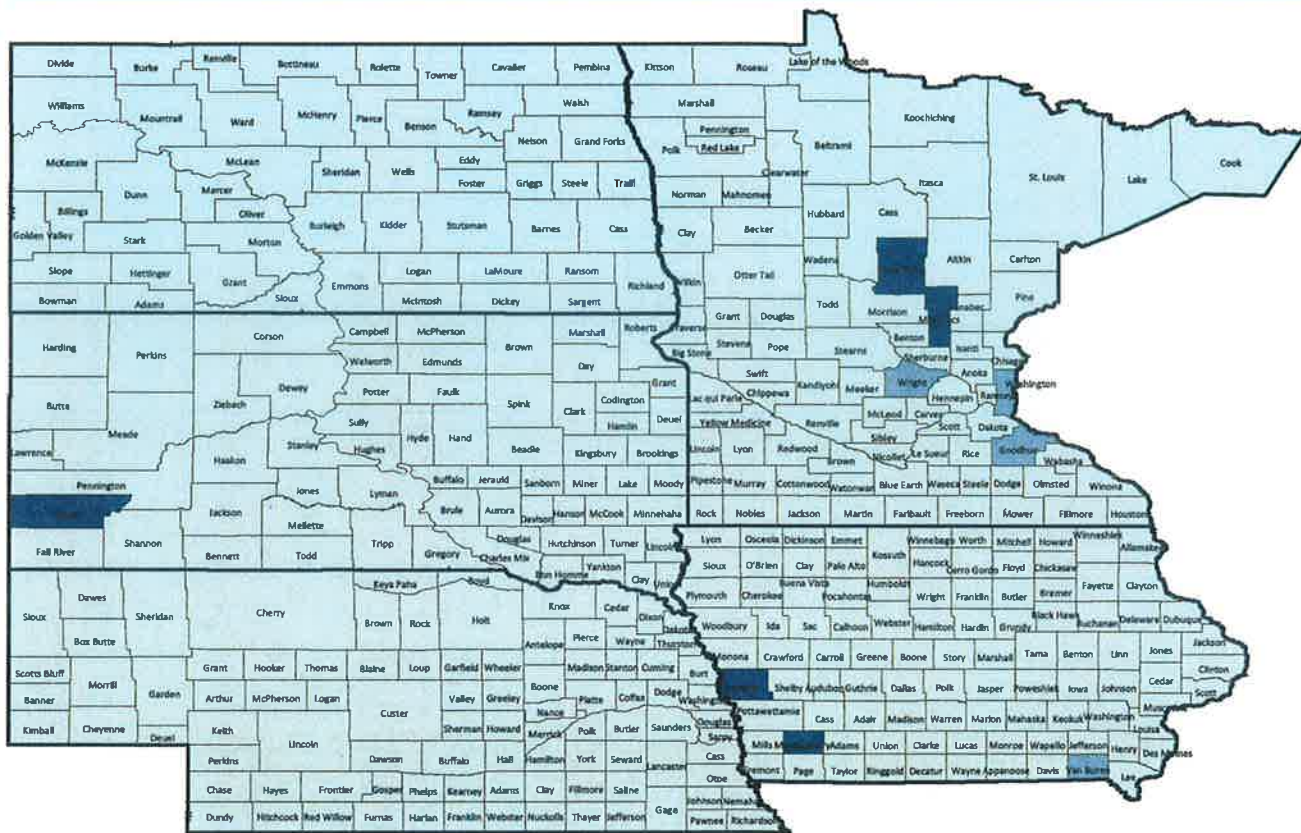 Divide Burke Renville Bottineau Rolette Towner Cavalier Pembina Kittson Roseau Lake of the Woods
Williams Mountrail Ward McHenry Pierce Benson Ramsey Walsh Marshall Koochiching
Nelson Grand Forks Pennington Red Lake Polk Beltrami Clearwater Cook
McKenzie McLean Sheridan Wells Eddy Foster Griggs Steele Traill Norman Mahnomen Itasca St. Louis Lake
Dunn Mercer Oliver Hubbard Cass
Billings Golden Valley Stark Morton Burleigh Kidder Stutsman Barnes Cass Clay Becker Wadena Aitkin Carlton
Slope Hettinger Grant Emmons Logan LaMoure Ransom Richland Wilkin Otter Tail
Bowman Adams Sioux McIntosh Dickey Sargent Todd Morrison Pine
Grant Douglas Kanabec
Harding Perkins Corson Campbell McPherson Brown Marshall Roberts Traverse Stevens Pope Stearns Benton
Walworth Edmunds Day Big Stone Sherburne Isanti Chisago
Butte Ziebach Dewey Potter Faulk Spink Clark Codington Grant Swift Kandiyohi Meeker Wright Anoka Washington
Meade Sully Hamlin Deuel Lac qui Parle Chippewa Hennepin Ramsey
Lawrence Haakon Stanley Hughes Hyde Hand Beadle Kingsbury Brookings Yellow Medicine Renville McLeod Carver Scott Dakota
Lincoln Lyon Redwood Brown Sibley Nicollet Le Sueur Rice Goodhue Wabasha
Pennington Jackson Jones Lyman Buffalo Jerauld Sanborn Miner Lake Moody Pipestone Murray Cottonwood Watonwan Blue Earth Waseca Steele Dodge Olmsted Winona
Brule Aurora Davison Hanson McCook Minnehaha Rock Nobles Jackson Martin Faribault Freeborn Mower Fillmore Houston
Fall River Shannon Bennett Mellette Todd Tripp Gregory Charles Mix Douglas Hutchinson Turner Lincoln
Bon Homme Yankton Clay Union
Lyon Osceola Dickinson Emmet Kossuth Winnebago Worth Mitchell Howard Winneshiek Allamakee
Sioux O'Brien Clay Palo Alto Hancock Cerro Gordo Floyd Chickasaw Fayette Clayton
Sioux Dawes Sheridan Cherry Keya Paha Boyd Knox Cedar Dixon Dakota
Plymouth Cherokee Buena Vista Pocahontas Humboldt Wright Franklin Butler Bremer
Box Butte Brown Rock Holt Antelope Pierce Wayne Thurston
Woodbury Ida Sac Calhoun Webster Hamilton Hardin Grundy Black Hawk Buchanan Delaware Dubuque
Scotts Bluff Morrill Garden Grant Hooker Thomas Blaine Loup Garfield Wheeler Boone Madison Stanton Cuming Burt
Monona Crawford Carroll Greene Boone Story Marshall Tama Benton Linn Jones Jackson
Banner Arthur McPherson Logan Custer Valley Greeley Nance Platte Colfax Dodge Washington
Shelby Audubon Guthrie Dallas Polk Jasper Poweshiek Iowa Johnson Cedar Clinton Scott
Kimball Cheyenne Deuel Keith Lincoln Sherman Howard Merrick Polk Butler Saunders Douglas Sarpy
Pottawattamie Cass Adair Madison Warren Marion Mahaska Keokuk Washington Louisa
Perkins Dawson Buffalo Hall Hamilton York Seward Lancaster Cass Otoe
Mills Adams Union Clarke Lucas Monroe Wapello Jefferson Henry Des Moines
Chase Hayes Frontier Gosper Phelps Kearney Adams Clay Fillmore Saline Gage Johnson Nemaha
Fremont Page Taylor Ringgold Decatur Wayne Appanoose Davis Van Buren Lee
Dundy Hitchcock Red Willow Furnas Harlan Franklin Webster Nuckolls Thayer Jefferson Pawnee Richardson